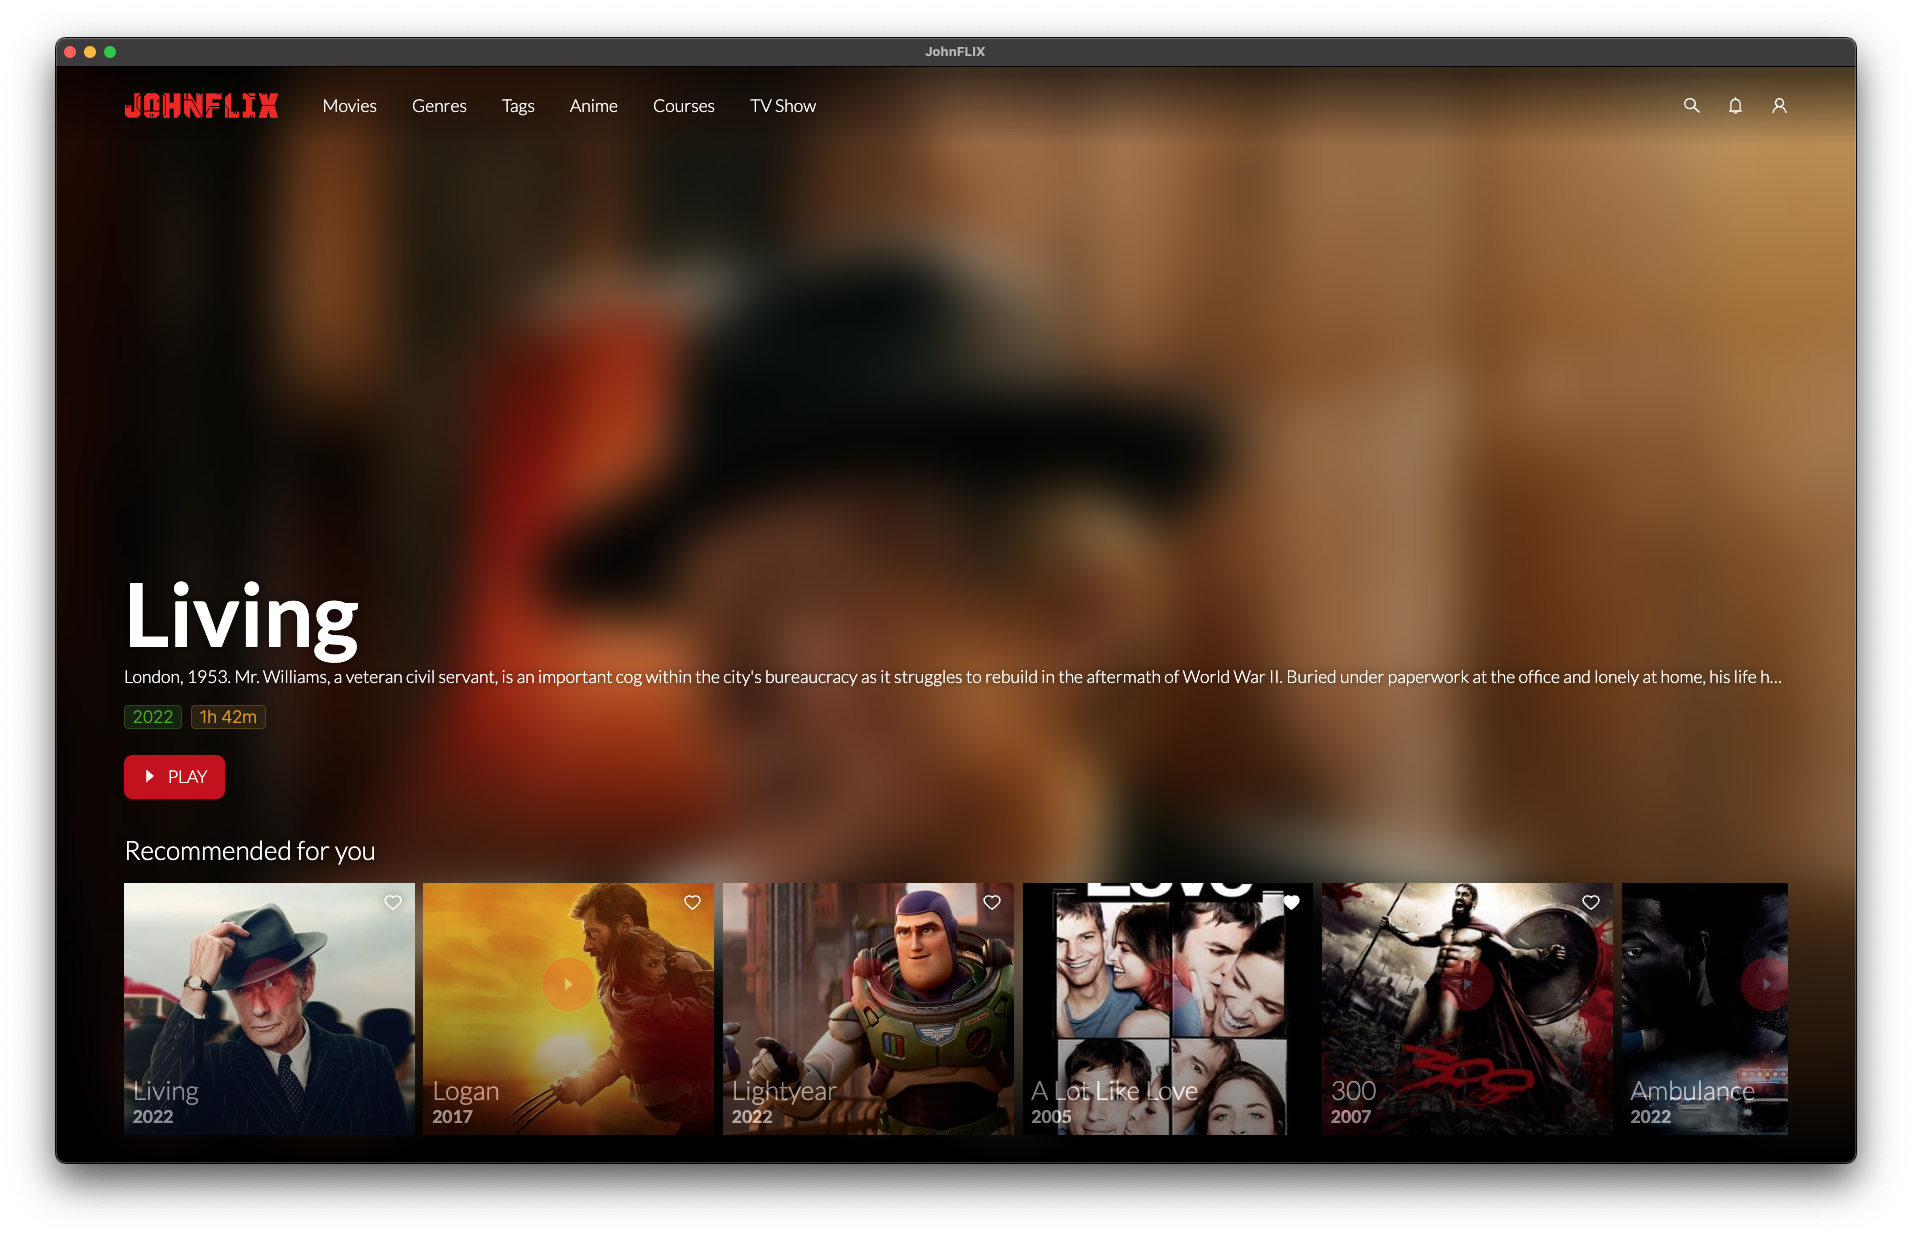 JohnFLIX
JOHNFLIX Movies Genres Tags Anime Courses TV Show
Living
London, 1953. Mr. Williams, a veteran civil servant, is an important cog within the city's bureaucracy as it struggles to rebuild in the aftermath of World War II. Buried under paperwork at the office and lonely at home, his life h...
2022 1h 42m
PLAY
Recommended for you
LOVE
300
Living Logan Lightyear A Lot Like Love 300 Ambulance
2022 2017 2022 2005 2007 2022